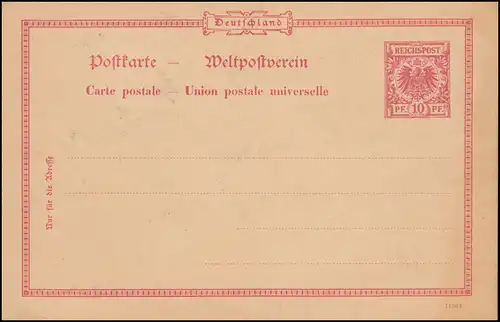 Deutschland
Postkarte — Weltpostverein
Carte postale — Union postale universelle
REICHSPOST
PF. 10 PF.
Nur für die Adresse